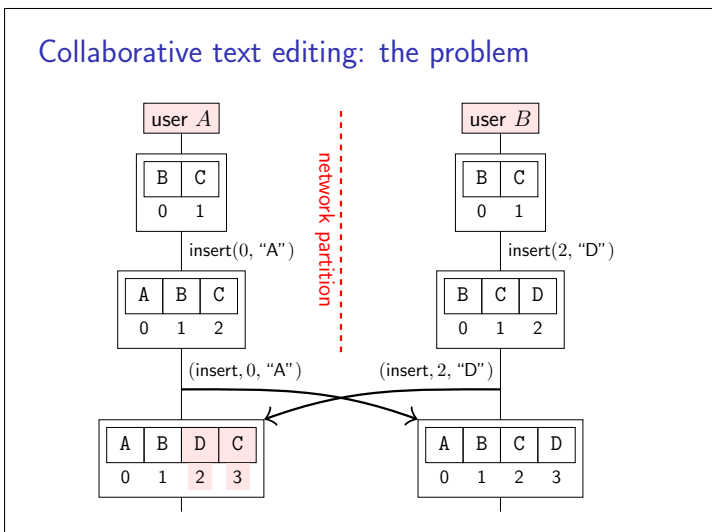 Collaborative text editing: the problem
user A
user B
network partition
B C
0 1
B C
0 1
insert(0, “A”)
insert(2, “D”)
A B C
0 1 2
B C D
0 1 2
(insert, 0, “A”)
(insert, 2, “D”)
A B D C
0 1 2 3
A B C D
0 1 2 3